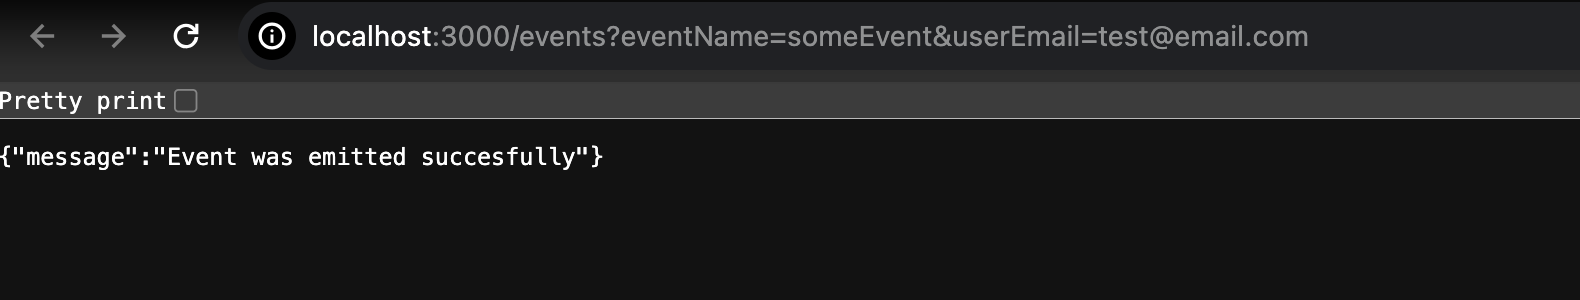 localhost:3000/events?eventName=someEvent&userEmail=test@email.com
Pretty print
{"message":"Event was emitted succesfully"}